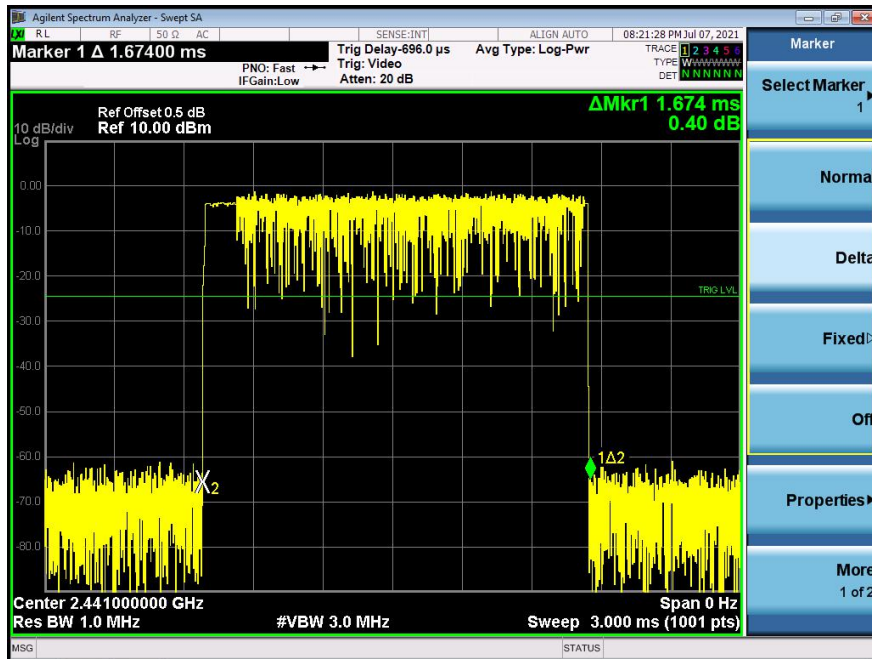 Agilent Spectrum Analyzer - Swept SA
LXI RL RF 50 Ω AC SENSE:INT ALIGN AUTO 08:21:28 PM Jul 07, 2021
Marker 1 Δ 1.67400 ms
PNO: Fast
IFGain:Low
Trig Delay-696.0 µs
Trig: Video
Atten: 20 dB
Avg Type: Log-Pwr
TRACE 1 2 3 4 5 6
TYPE WWWWWW
DET N N N N N N
ΔMkr1 1.674 ms
0.40 dB
Ref Offset 0.5 dB
Ref 10.00 dBm
10 dB/div
Log
0.00
-10.0
-20.0
TRIG LVL
-30.0
-40.0
-50.0
-60.0
1Δ2
X2
-70.0
-80.0
Center 2.441000000 GHz
Span 0 Hz
Res BW 1.0 MHz
#VBW 3.0 MHz
Sweep 3.000 ms (1001 pts)
MSG
STATUS
Marker
Select Marker
1
Norma
Delta
Fixed
Off
Properties
More
1 of 2